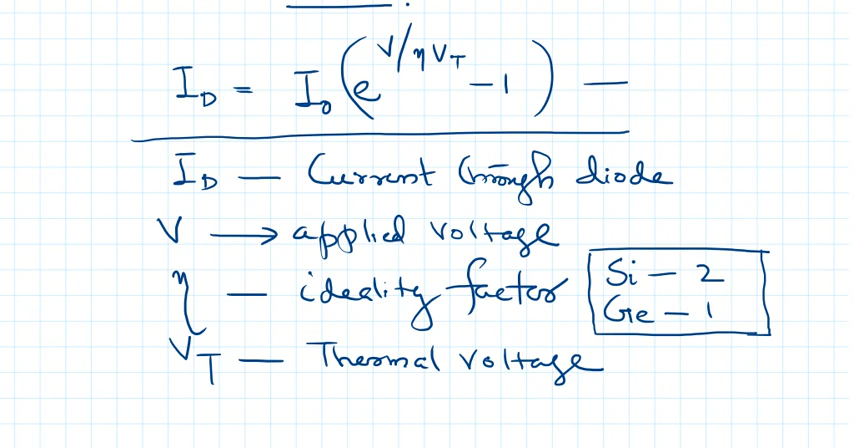 I_D = I_0 (e^{V/ηV_T} - 1) —
I_D — Current through diode
V → applied voltage
η — ideality factor
Si — 2
Ge — 1
V_T — Thermal voltage